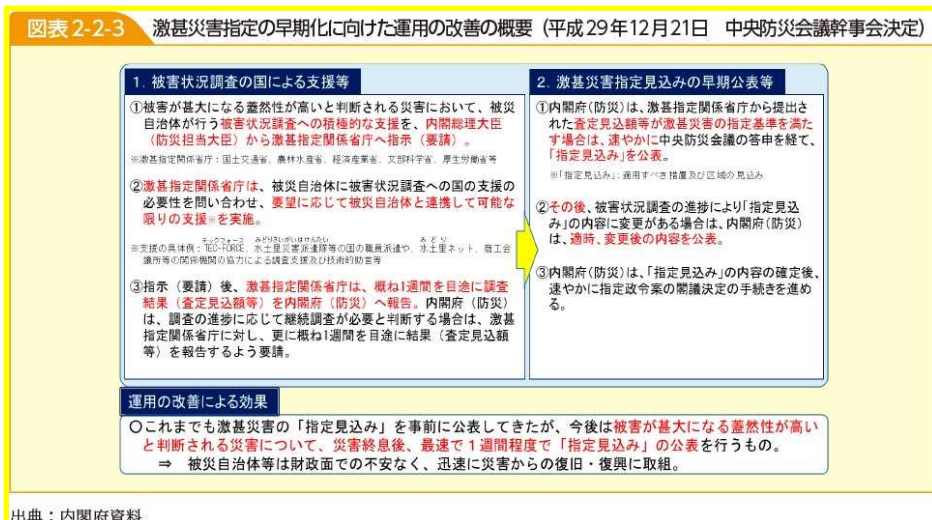 図表2-2-3 激甚災害指定の早期化に向けた運用の改善の概要（平成29年12月21日 中央防災会議幹事会決定）
1．被害状況調査の国による支援等
①被害が甚大になる蓋然性が高いと判断される災害において、被災
自治体が行う被害状況調査への積極的な支援を、内閣総理大臣
（防災担当大臣）から激甚指定関係省庁へ指示（要請）。
※激甚指定関係省庁：国土交通省、農林水産省、経済産業省、文部科学省、厚生労働省等
②激甚指定関係省庁は、被災自治体に被害状況調査への国の支援の
必要性を問い合わせ、要望に応じて被災自治体と連携して可能な
限りの支援※を実施。
テックフォース みどりさいがいはけんたい みどり
※支援の具体例：TEC-FORCE、水土里災害派遣隊等の国の職員派遣や、水土里ネット、商工会
議所等の関係機関の協力による調査支援及び技術的助言等
③指示（要請）後、激甚指定関係省庁は、概ね1週間を目途に調査
結果（査定見込額等）を内閣府（防災）へ報告。内閣府（防災）
は、調査の進捗に応じて継続調査が必要と判断する場合は、激甚
指定関係省庁に対し、更に概ね1週間を目途に結果（査定見込額
等）を報告するよう要請。
2．激甚災害指定見込みの早期公表等
①内閣府（防災）は、激甚指定関係省庁から提出さ
れた査定見込額等が激甚災害の指定基準を満た
す場合は、速やかに中央防災会議の答申を経て、
「指定見込み」を公表。
※「指定見込み」：適用すべき措置及び区域の見込み
②その後、被害状況調査の進捗により「指定見込
み」の内容に変更がある場合は、内閣府（防災）
は、適時、変更後の内容を公表。
③内閣府（防災）は、「指定見込み」の内容の確定後、
速やかに指定政令案の閣議決定の手続きを進め
る。
運用の改善による効果
〇これまでも激甚災害の「指定見込み」を事前に公表してきたが、今後は被害が甚大になる蓋然性が高い
と判断される災害について、災害終息後、最速で1週間程度で「指定見込み」の公表を行うもの。
⇒ 被災自治体等は財政面での不安なく、迅速に災害からの復旧・復興に取組。
出典：内閣府資料